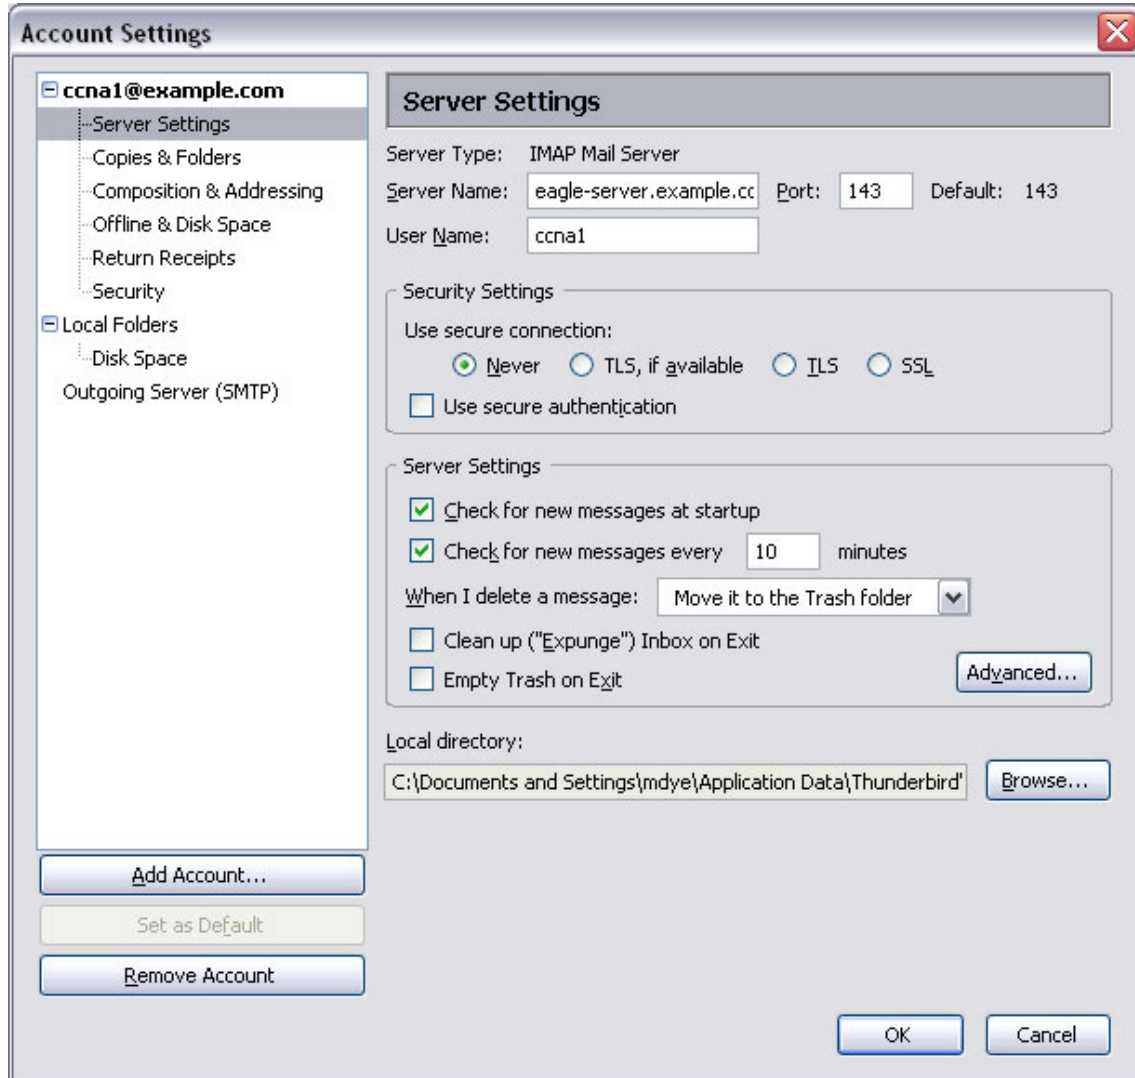 Account Settings
ccna1@example.com
Server Settings
Copies & Folders
Composition & Addressing
Offline & Disk Space
Return Receipts
Security
Local Folders
Disk Space
Outgoing Server (SMTP)
Add Account...
Set as Default
Remove Account
Server Settings
Server Type: IMAP Mail Server
Server Name: eagle-server.example.cc Port: 143 Default: 143
User Name: ccna1
Security Settings
Use secure connection:
Never TLS, if available TLS SSL
Use secure authentication
Server Settings
Check for new messages at startup
Check for new messages every 10 minutes
When I delete a message: Move it to the Trash folder
Clean up ("Expunge") Inbox on Exit
Empty Trash on Exit
Advanced...
Local directory:
C:\Documents and Settings\mdye\Application Data\Thunderbird' Browse...
OK Cancel